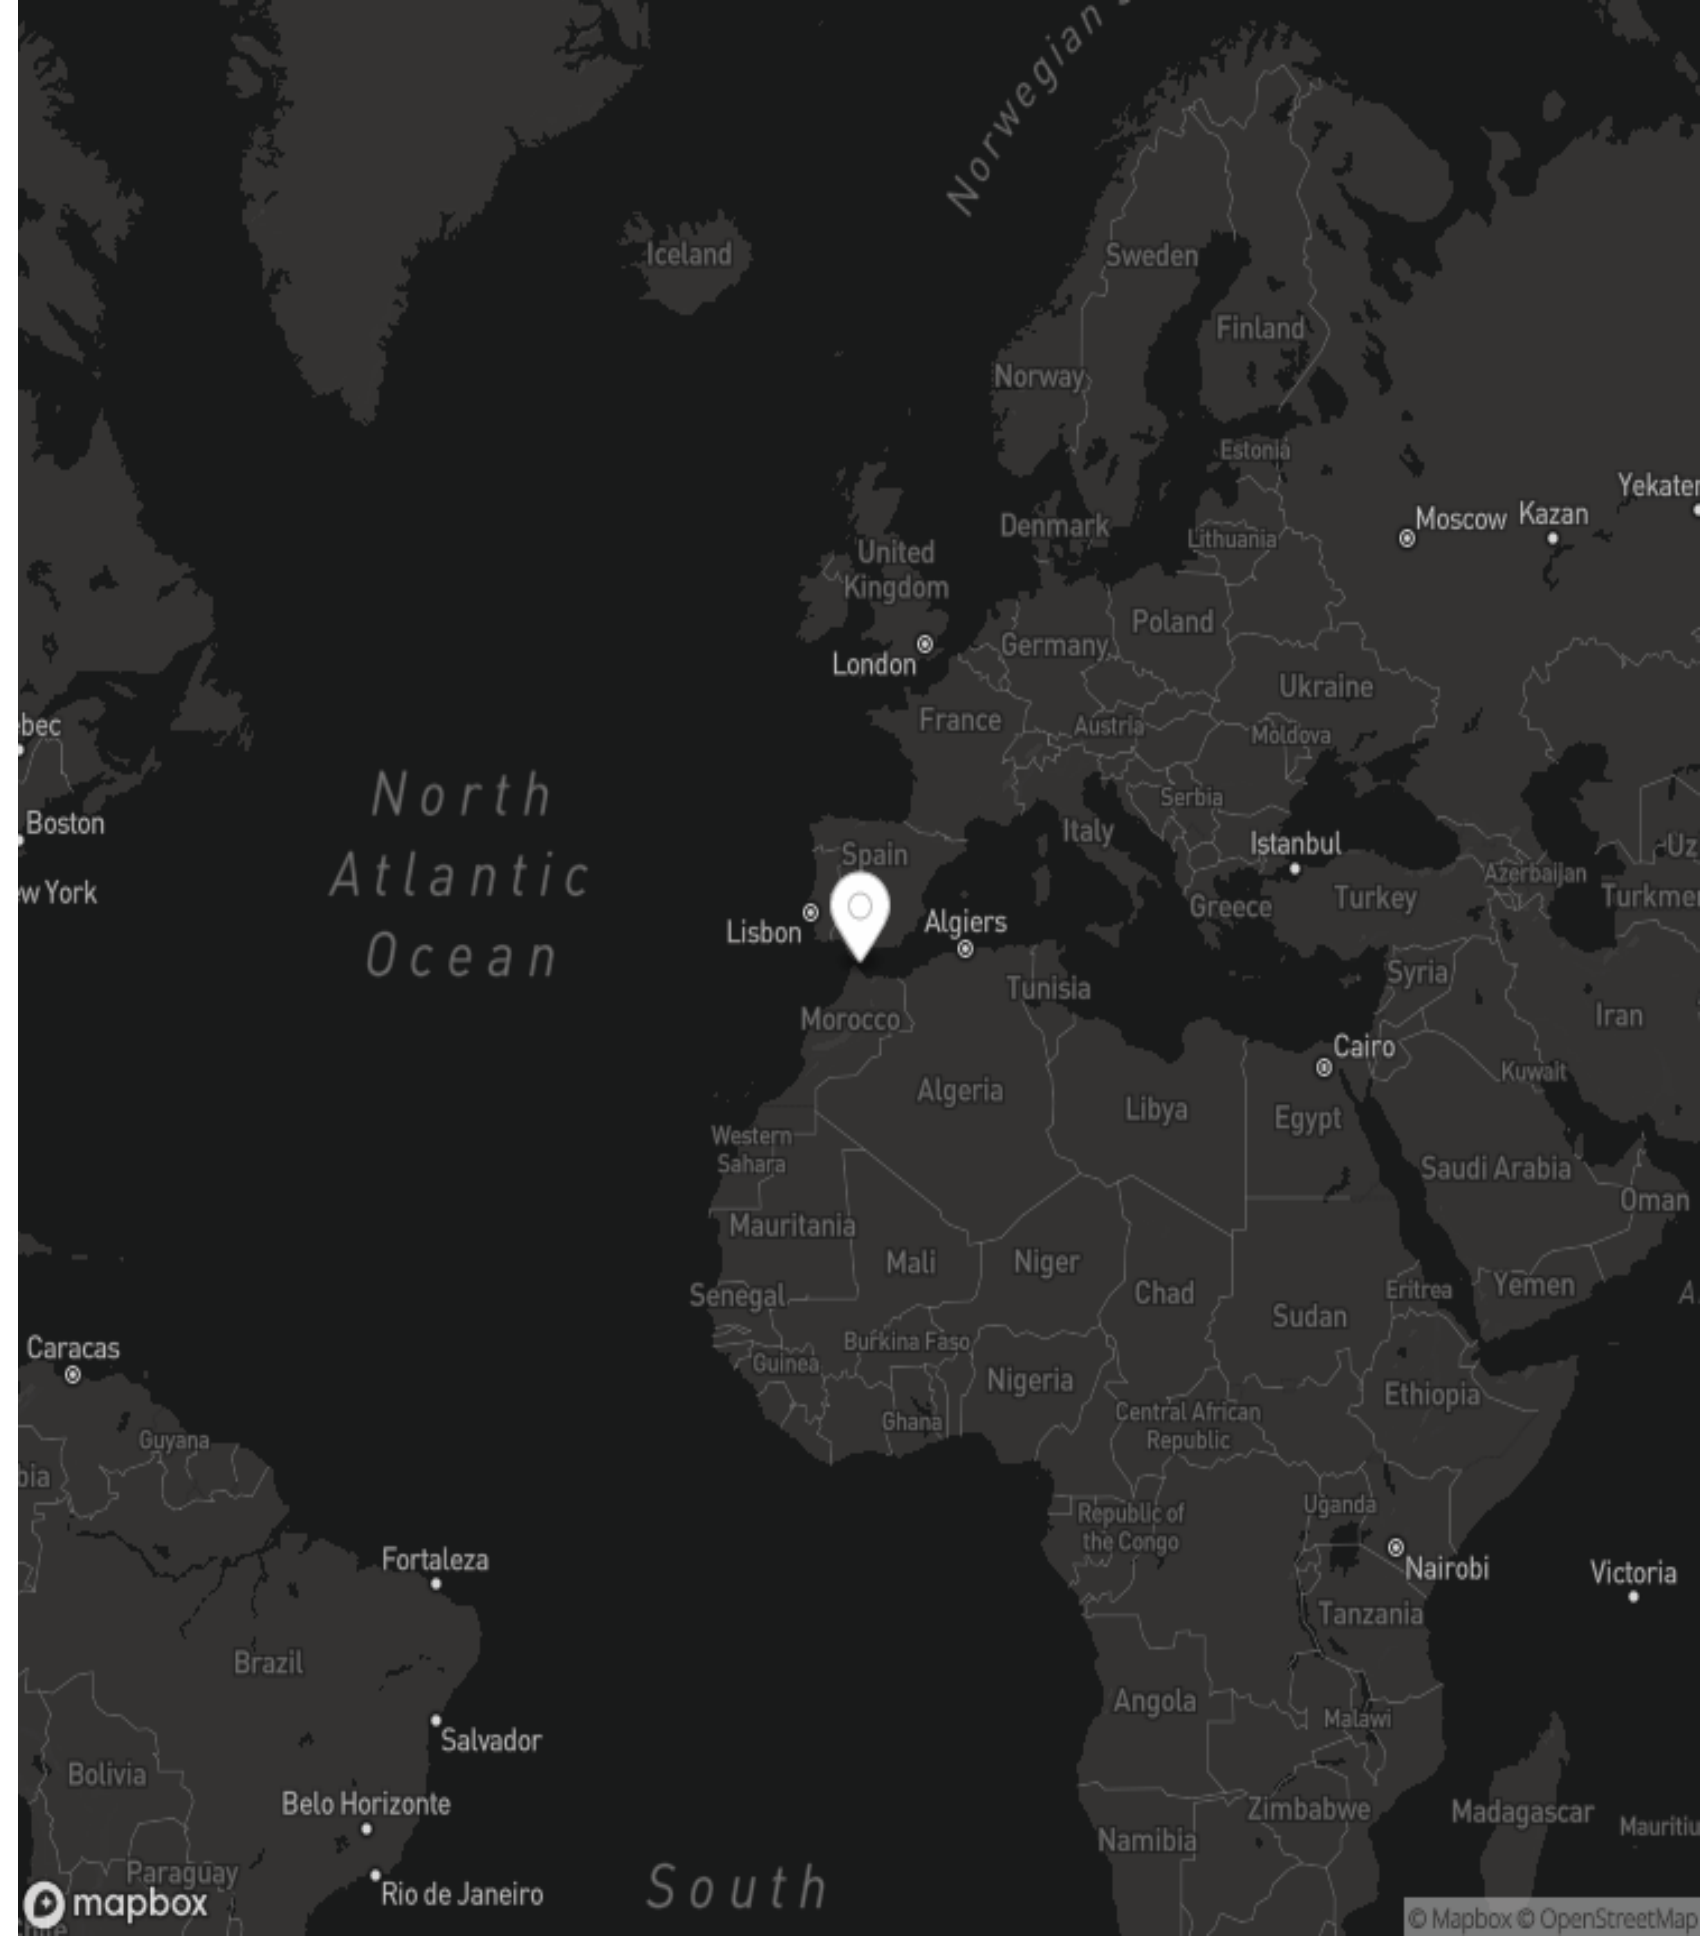 Norwegian
Iceland
Sweden
Finland
Norway
Estonia
Yekater
Moscow
Kazan
Denmark
Lithuania
United
Kingdom
Poland
Germany
London
Ukraine
France
Austria
Moldova
bec
North
Atlantic
Ocean
Serbia
Boston
Italy
Istanbul
Spain
Uz
Azerbaijan
w York
Turkey
Turkmen
Greece
Lisbon
Algiers
Syria
Tunisia
Morocco
Iran
Cairo
Kuwait
Algeria
Libya
Egypt
Western
Sahara
Saudi Arabia
Oman
Mauritania
Mali
Niger
Chad
Senegal
Eritrea
Yemen
A
Sudan
Burkina Faso
Caracas
Guinea
Nigeria
Ethiopia
Central African
Republic
Ghana
Guyana
bia
Uganda
Republic of
the Congo
Fortaleza
Nairobi
Victoria
Tanzania
Brazil
Angola
Malawi
Salvador
Bolivia
Belo Horizonte
Zimbabwe
Madagascar
Mauritiu
Namibia
Paraguay
South
Rio de Janeiro
mapbox
© Mapbox © OpenStreetMap